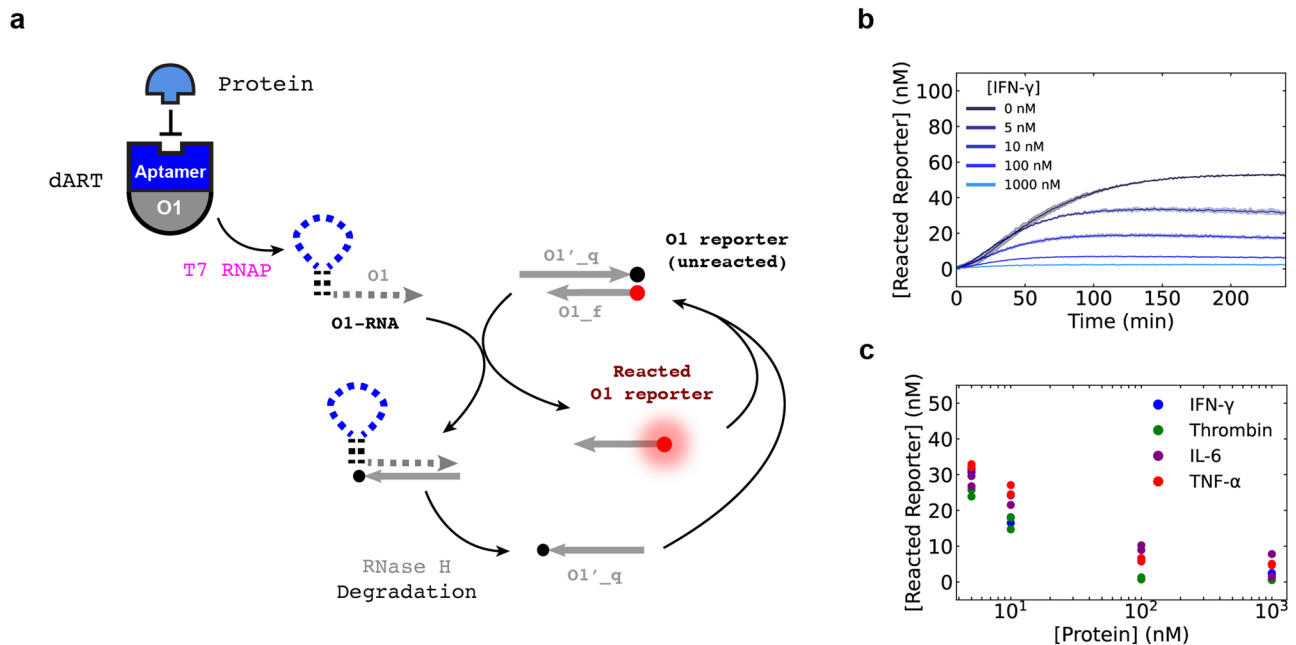 a
Protein
Aptamer
dART
O1
T7 RNAP
O1
O1-RNA
O1'_q
O1 reporter
(unreacted)
O1_f
Reacted
O1 reporter
RNase H
Degradation
O1'_q
b
[Reacted Reporter] (nM)
100
80
60
40
20
0
[IFN-γ]
0 nM
5 nM
10 nM
100 nM
1000 nM
0 50 100 150 200
Time (min)
c
[Reacted Reporter] (nM)
50
40
30
20
10
0
IFN-γ
Thrombin
IL-6
TNF-α
10¹ 10² 10³
[Protein] (nM)